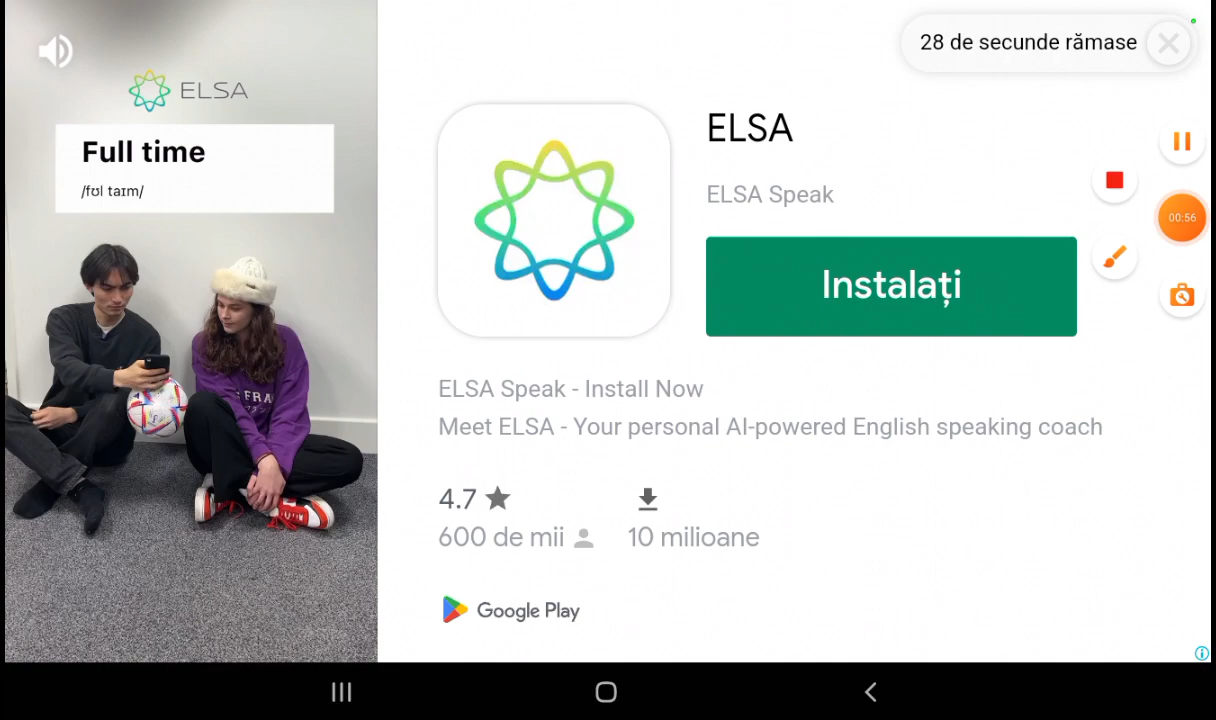 ELSA
Full time
/fʊl taɪm/
28 de secunde rămase
ELSA
ELSA Speak
Instalați
00:56
ELSA Speak - Install Now
Meet ELSA - Your personal AI-powered English speaking coach
4.7
600 de mii
10 milioane
Google Play